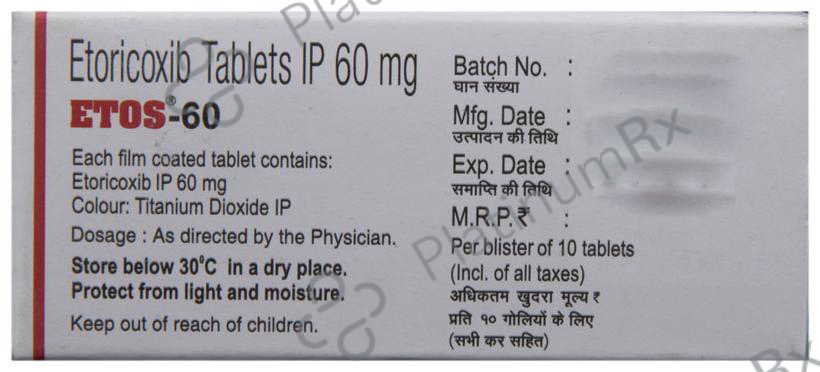 Etoricoxib Tablets IP 60 mg
ETOS®-60
Each film coated tablet contains:
Etoricoxib IP 60 mg
Colour: Titanium Dioxide IP
Dosage : As directed by the Physician.
Store below 30°C in a dry place.
Protect from light and moisture.
Keep out of reach of children.
Batch No. :
घान संख्या
Mfg. Date :
उत्पादन की तिथि
Exp. Date :
समाप्ति की तिथि
M.R.P.₹ :
Per blister of 10 tablets
(Incl. of all taxes)
अधिकतम खुदरा मूल्य ₹
प्रति १० गोलियों के लिए
(सभी कर सहित)
PlatinumRx